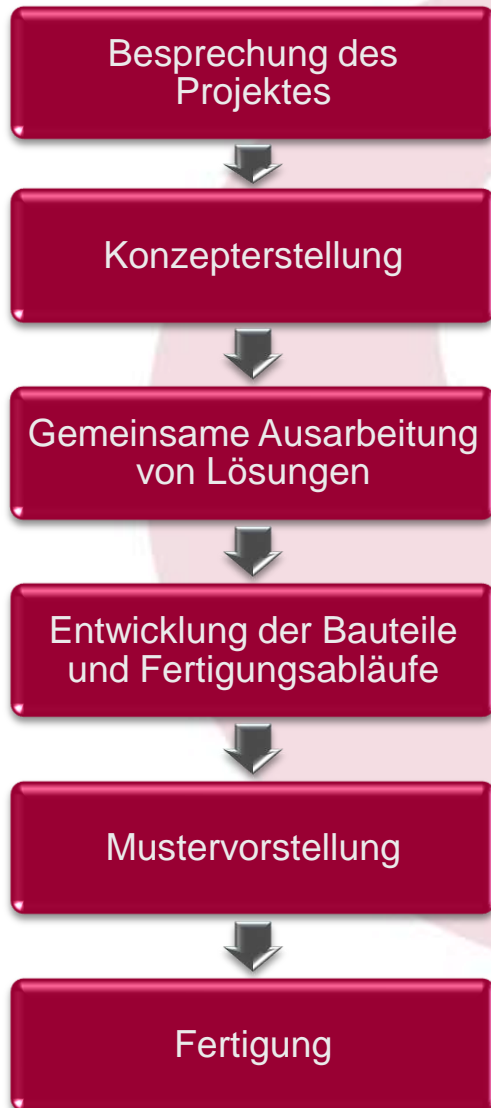 Besprechung des
Projektes
Konzepterstellung
Gemeinsame Ausarbeitung
von Lösungen
Entwicklung der Bauteile
und Fertigungsabläufe
Mustervorstellung
Fertigung